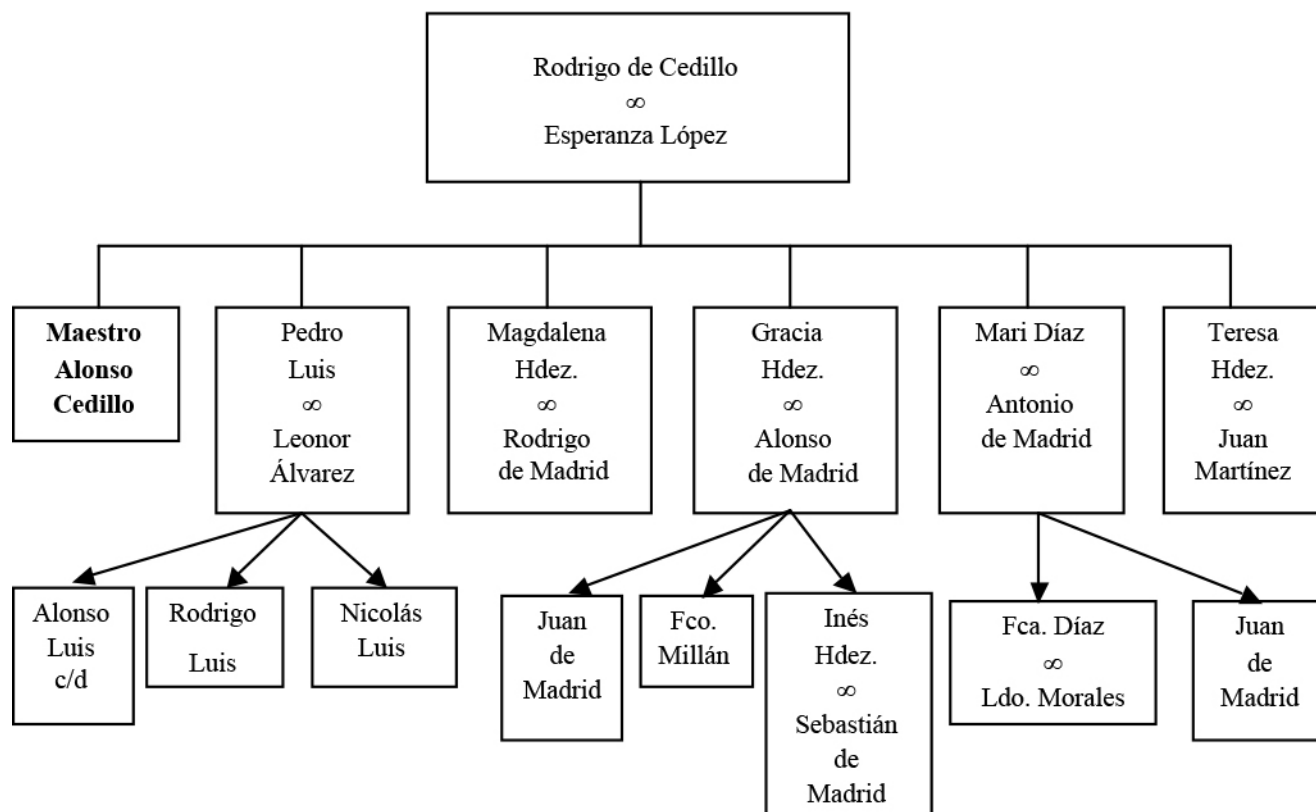 Rodrigo de Cedillo
∞
Esperanza López
Maestro
Alonso
Cedillo
Pedro
Luis
∞
Leonor
Álvarez
Magdalena
Hdez.
∞
Rodrigo
de Madrid
Gracia
Hdez.
∞
Alonso
de Madrid
Mari Díaz
∞
Antonio
de Madrid
Teresa
Hdez.
∞
Juan
Martínez
Alonso
Luis
c/d
Rodrigo
Luis
Nicolás
Luis
Juan
de
Madrid
Fco.
Millán
Inés
Hdez.
∞
Sebastián
de
Madrid
Fca. Díaz
∞
Ldo. Morales
Juan
de
Madrid